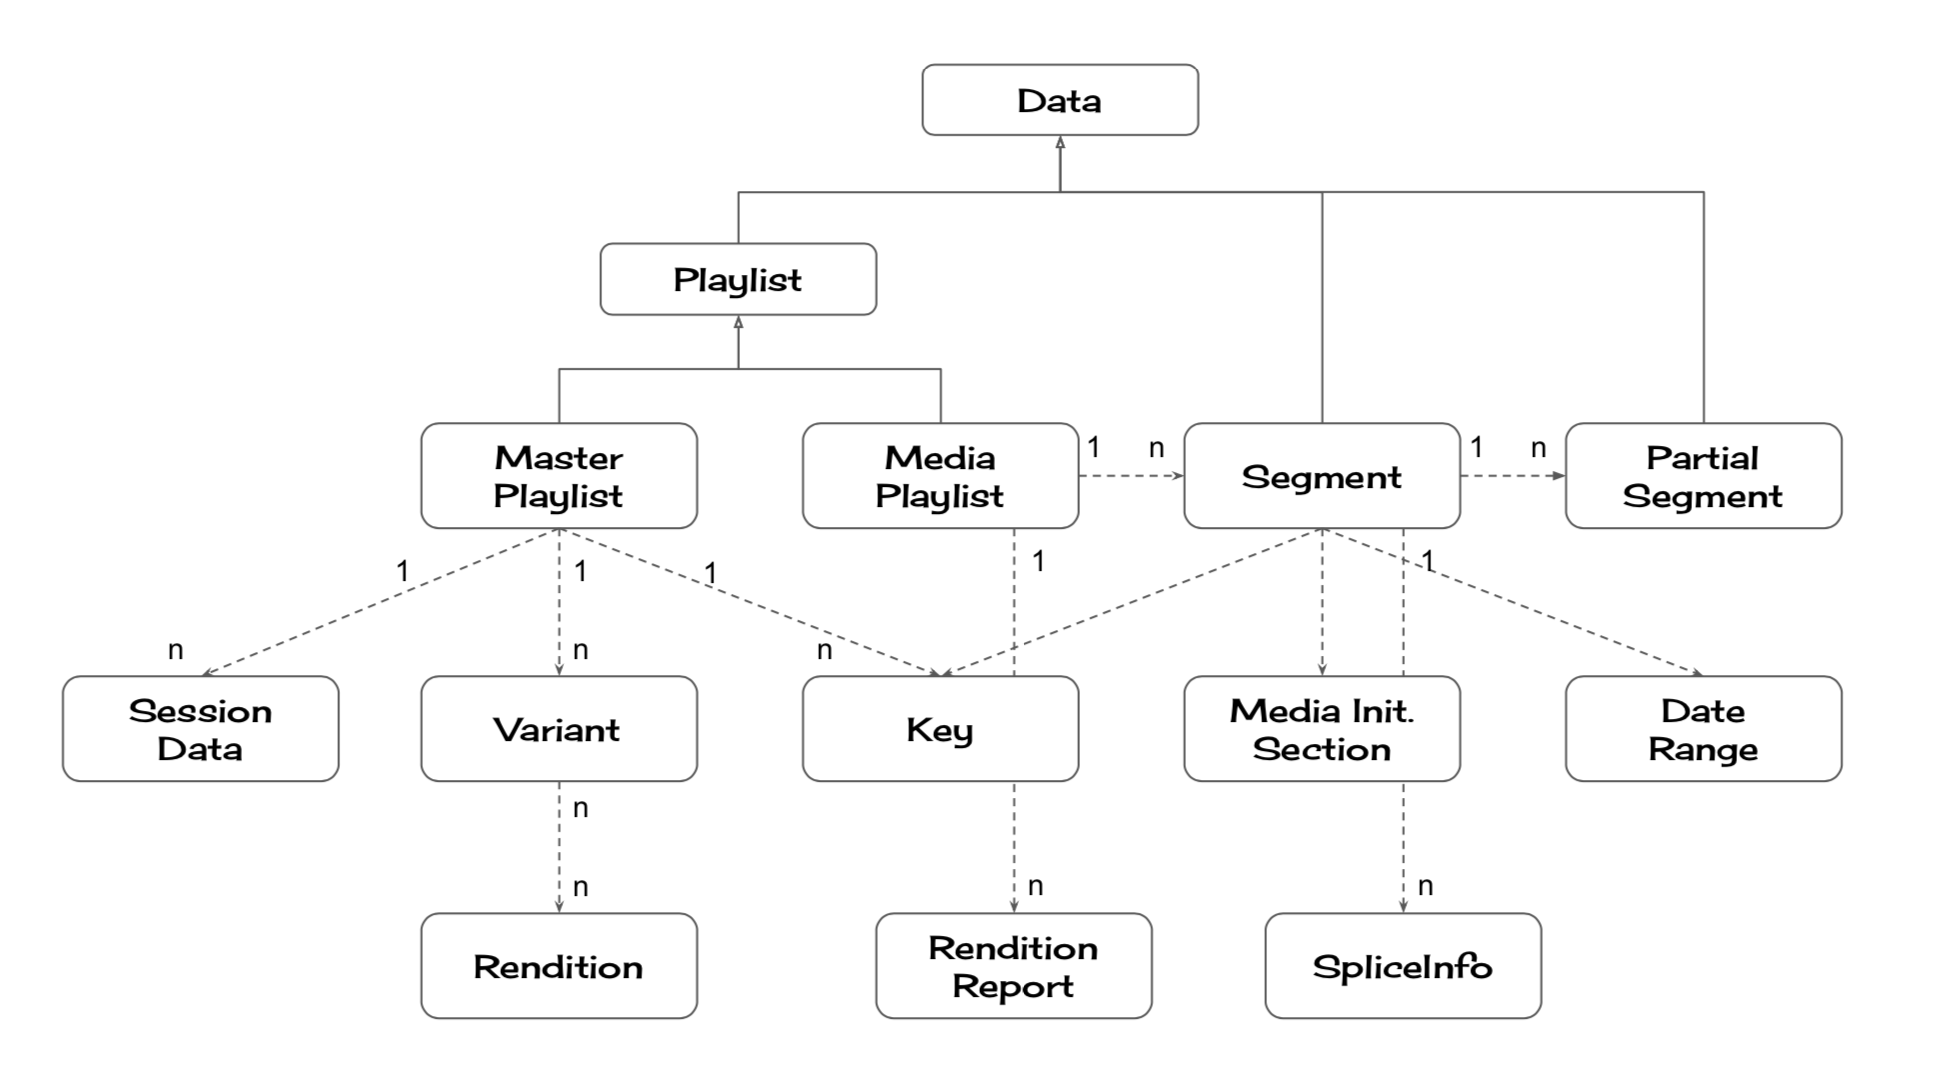 Data
Playlist
Master
Playlist
Media
Playlist
1 n
Segment
1 n
Partial
Segment
1
1
1
1
1
n
n
n
Session
Data
Variant
Key
Media Init.
Section
Date
Range
n
n
n
n
Rendition
Rendition
Report
SpliceInfo